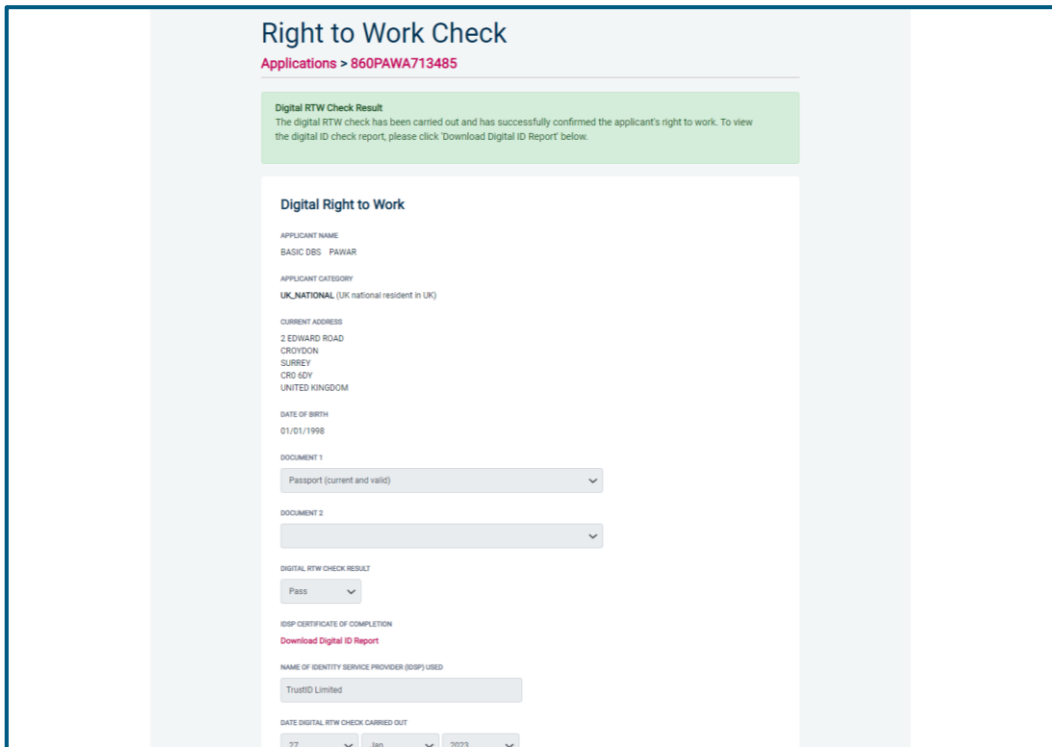 Right to Work Check
Applications > 860PAWA713485
Digital RTW Check Result
The digital RTW check has been carried out and has successfully confirmed the applicant's right to work. To view
the digital ID check report, please click 'Download Digital ID Report' below.
Digital Right to Work
APPLICANT NAME
BASIC DBS PAWAR
APPLICANT CATEGORY
UK_NATIONAL (UK national resident in UK)
CURRENT ADDRESS
2 EDWARD ROAD
CROYDON
SURREY
CR0 6DY
UNITED KINGDOM
DATE OF BIRTH
01/01/1998
DOCUMENT 1
Passport (current and valid)
DOCUMENT 2
DIGITAL RTW CHECK RESULT
Pass
IDSP CERTIFICATE OF COMPLETION
Download Digital ID Report
NAME OF IDENTITY SERVICE PROVIDER (IDSP) USED
TrustID Limited
DATE DIGITAL RTW CHECK CARRIED OUT
27 Jan 2023